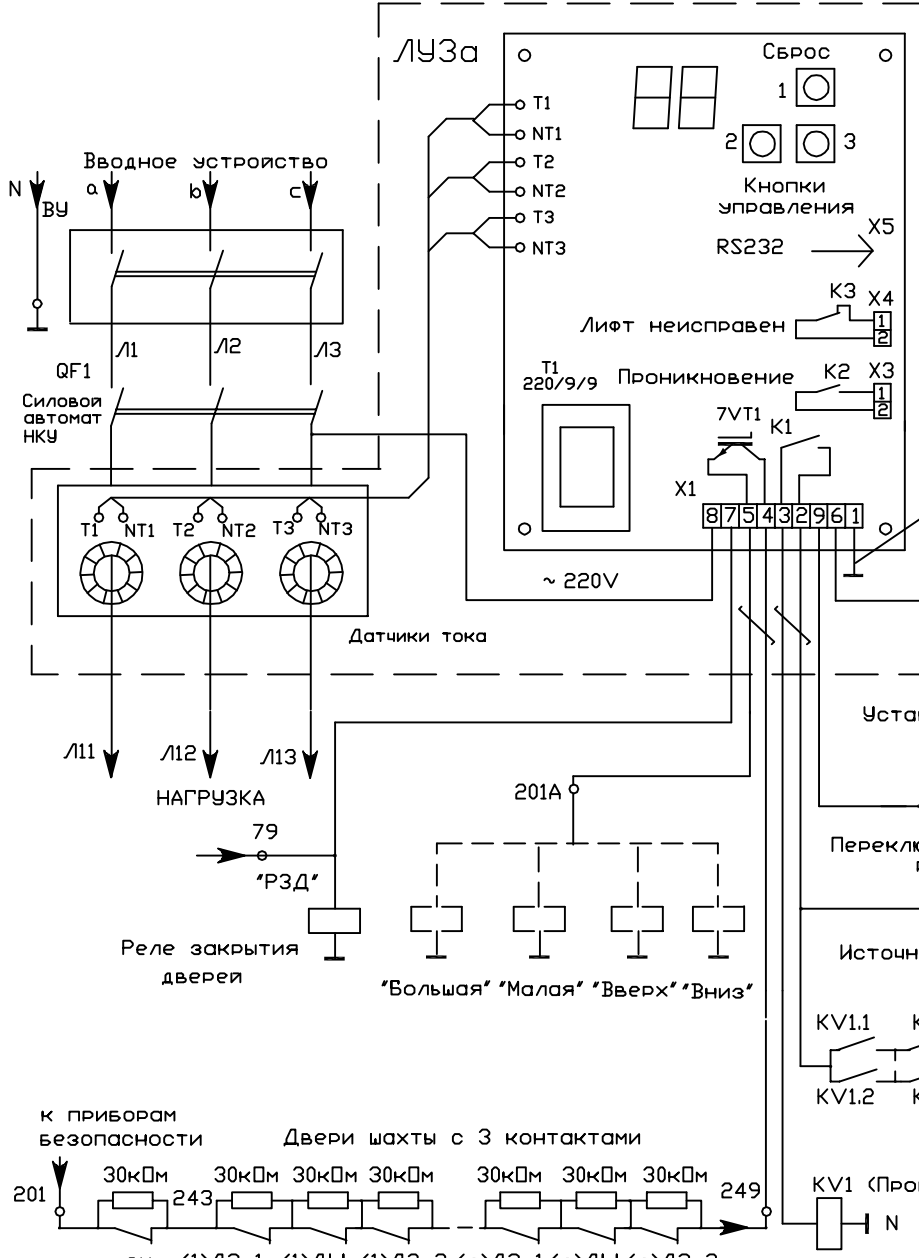 ЛУЗа
Сброс
1
2
3
Кнопки
управления
RS232
X5
T1
NT1
T2
NT2
T3
NT3
Вводное устройство
N
ВУ
a
b
c
Л1
Л2
Л3
QF1
Силовой
автомат
НКУ
K3
X4
Лифт неисправен
1
2
T1
220/9/9
Проникновение
K2
X3
1
2
7VT1
K1
X1
8 7 5 4 3 2 9 6 1
T1 NT1 T2 NT2 T3 NT3
~ 220V
Датчики тока
Л11
Л12
Л13
НАГРУЗКА
79
"РЗД"
Реле закрытия
дверей
201А
"Большая" "Малая" "Вверх" "Вниз"
KV1.1
KV1.2
к приборам
безопасности
Двери шахты с 3 контактами
201
30кОм
243
30кОм
30кОм
30кОм
30кОм
30кОм
30кОм
249
KV1
N